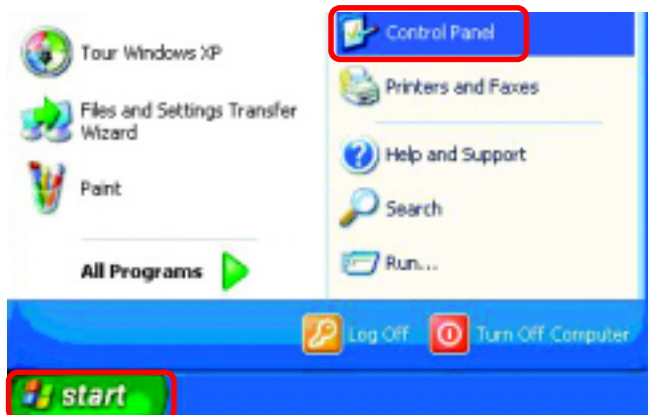 Tour Windows XP
Files and Settings Transfer
Wizard
Paint
All Programs
Control Panel
Printers and Faxes
Help and Support
Search
Run...
Log Off
Turn Off Computer
start